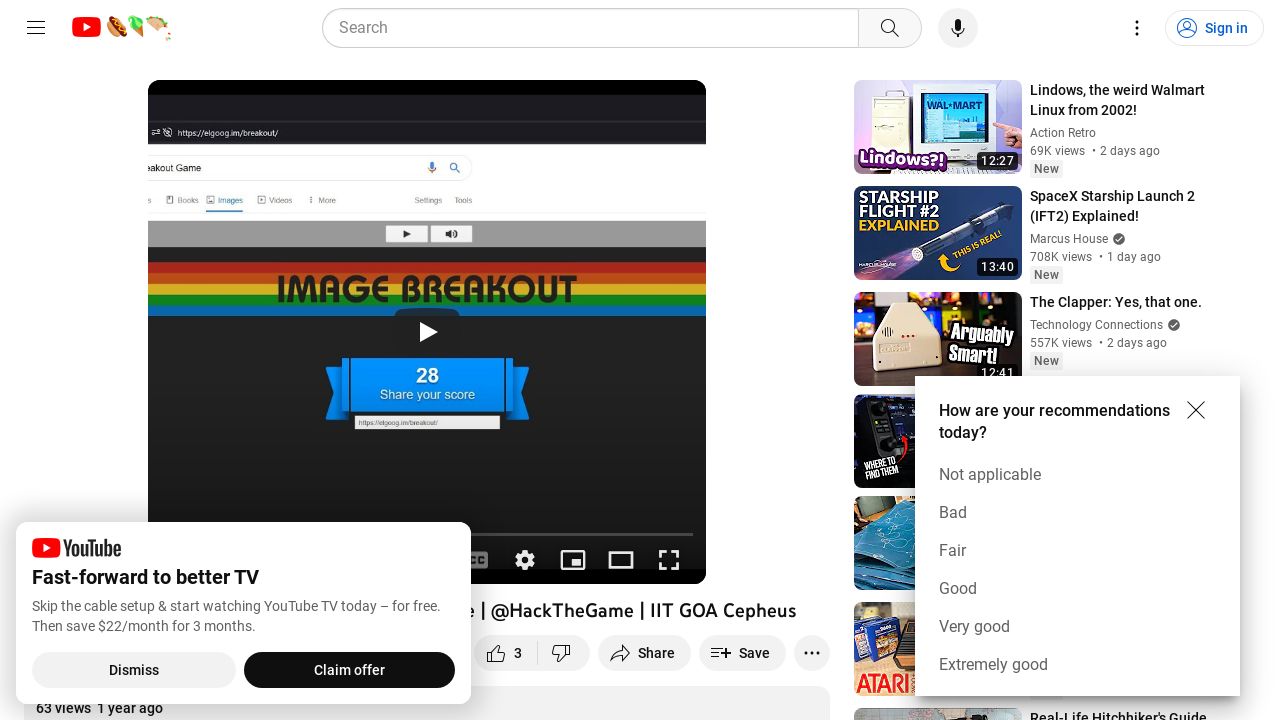 Search
Sign in
https://elgoog.im/breakout/
eakout Game
Books
Images
Videos
More
Settings
Tools
IMAGE BREAKOUT
28
Share your score
https://elgoog.im/breakout/
| @HackTheGame | IIT GOA Cepheus
3
Share
Save
63 views 1 year ago
YouTube
Fast-forward to better TV
Skip the cable setup & start watching YouTube TV today – for free.
Then save $22/month for 3 months.
Dismiss
Claim offer
WAL★MART
Lindows?!
12:27
Lindows, the weird Walmart
Linux from 2002!
Action Retro
69K views • 2 days ago
New
STARSHIP
FLIGHT #2
EXPLAINED
THIS IS REAL!
MARCUS HOUSE
13:40
SpaceX Starship Launch 2
(IFT2) Explained!
Marcus House
708K views • 1 day ago
New
Arguably
Smart!
12:41
The Clapper: Yes, that one.
Technology Connections
557K views • 2 days ago
New
WHERE TO
FIND THEM
ATARI
How are your recommendations
today?
Not applicable
Bad
Fair
Good
Very good
Extremely good
Real-Life Hitchhiker's Guide